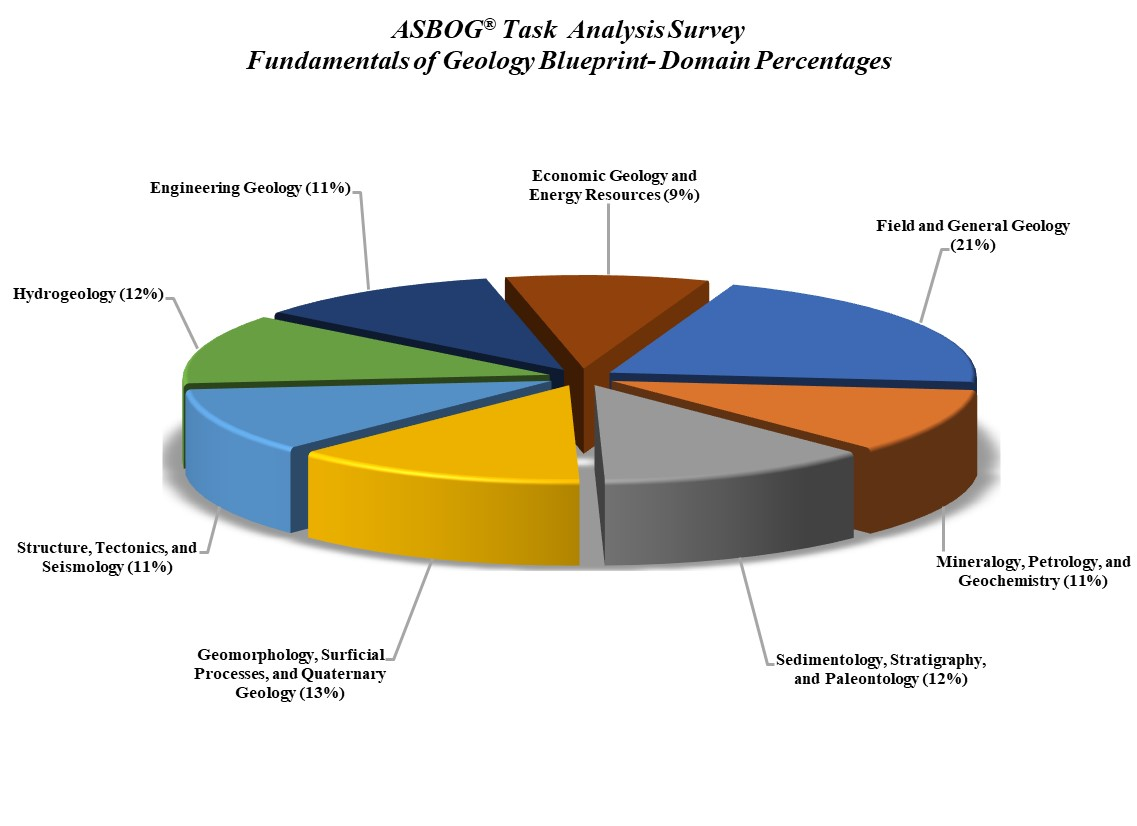 ASBOG® Task Analysis Survey
Fundamentals of Geology Blueprint- Domain Percentages
Economic Geology and
Energy Resources (9%)
Engineering Geology (11%)
Field and General Geology
(21%)
Hydrogeology (12%)
Structure, Tectonics, and
Seismology (11%)
Mineralogy, Petrology, and
Geochemistry (11%)
Geomorphology, Surficial
Processes, and Quaternary
Geology (13%)
Sedimentology, Stratigraphy,
and Paleontology (12%)